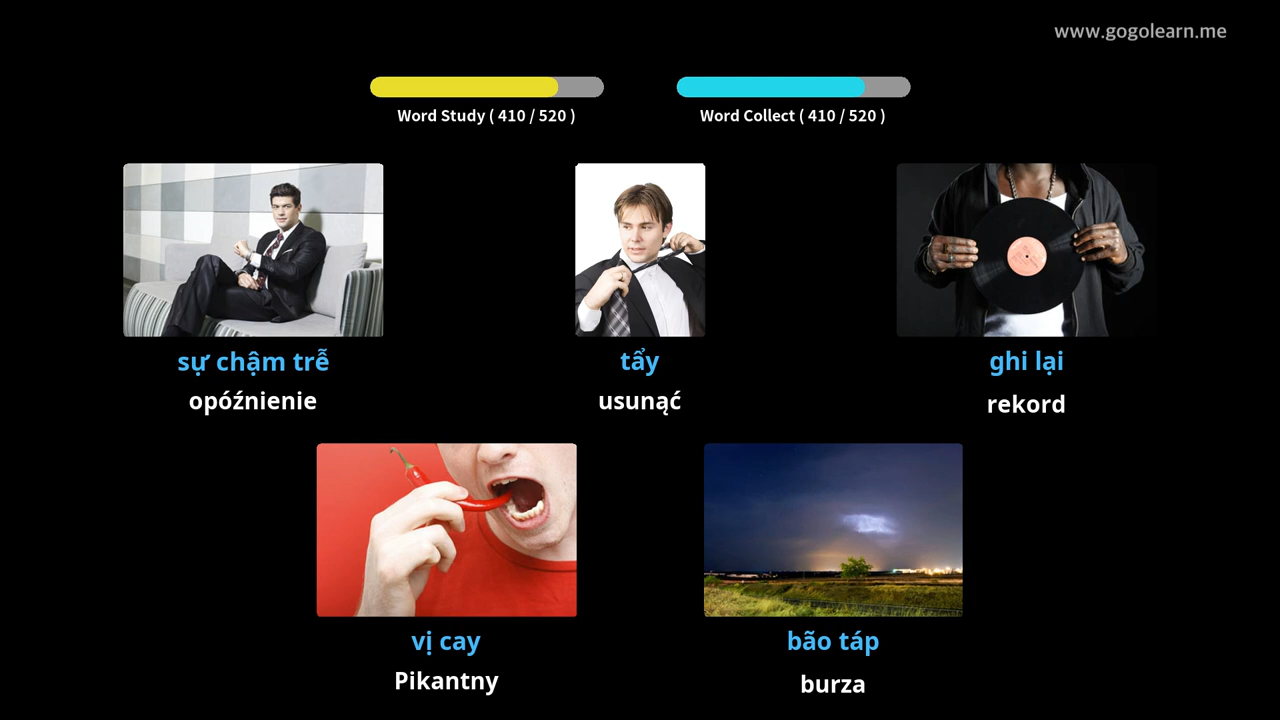 www.gogolearn.me
Word Study ( 410 / 520 )
Word Collect ( 410 / 520 )
sự chậm trễ
opóźnienie
tẩy
usunąć
ghi lại
rekord
vị cay
Pikantny
bão táp
burza